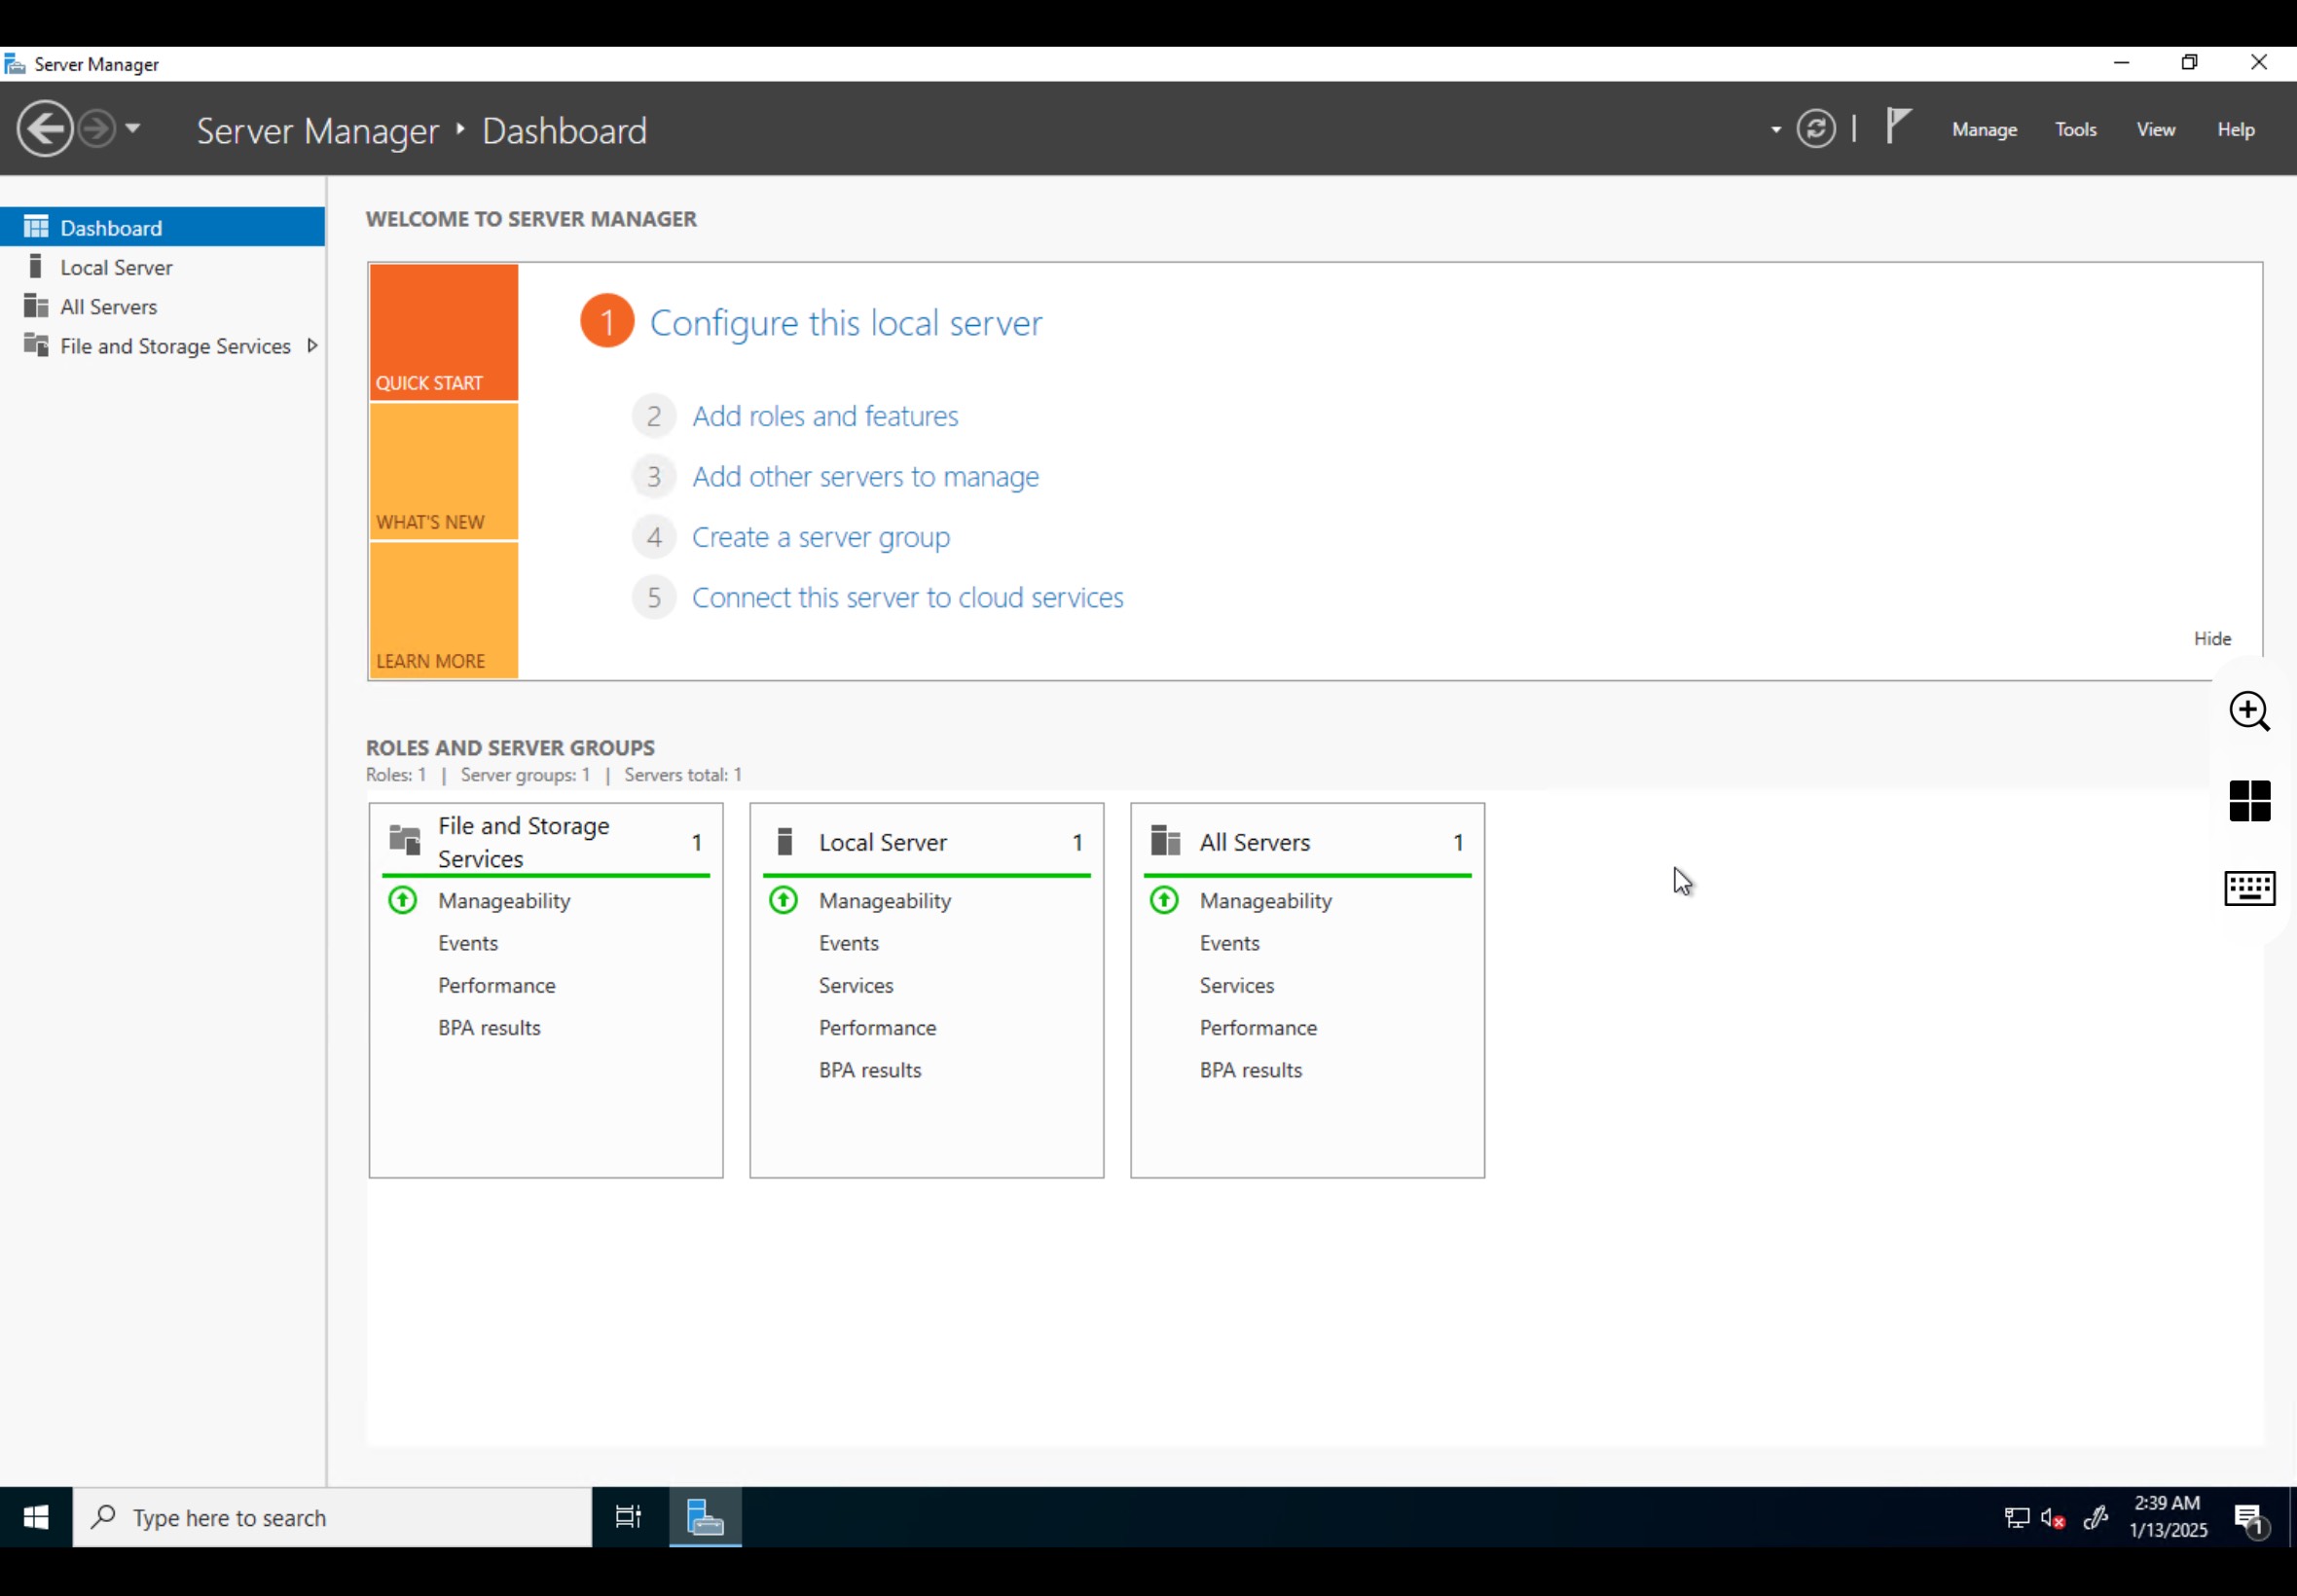 Server Manager
Server Manager ‣ Dashboard
Manage Tools View Help
Dashboard
Local Server
All Servers
File and Storage Services
WELCOME TO SERVER MANAGER
QUICK START
WHAT'S NEW
LEARN MORE
1 Configure this local server
2 Add roles and features
3 Add other servers to manage
4 Create a server group
5 Connect this server to cloud services
Hide
ROLES AND SERVER GROUPS
Roles: 1 | Server groups: 1 | Servers total: 1
File and Storage
Services
1
Manageability
Events
Performance
BPA results
Local Server 1
Manageability
Events
Services
Performance
BPA results
All Servers 1
Manageability
Events
Services
Performance
BPA results
Type here to search
2:39 AM
1/13/2025
1